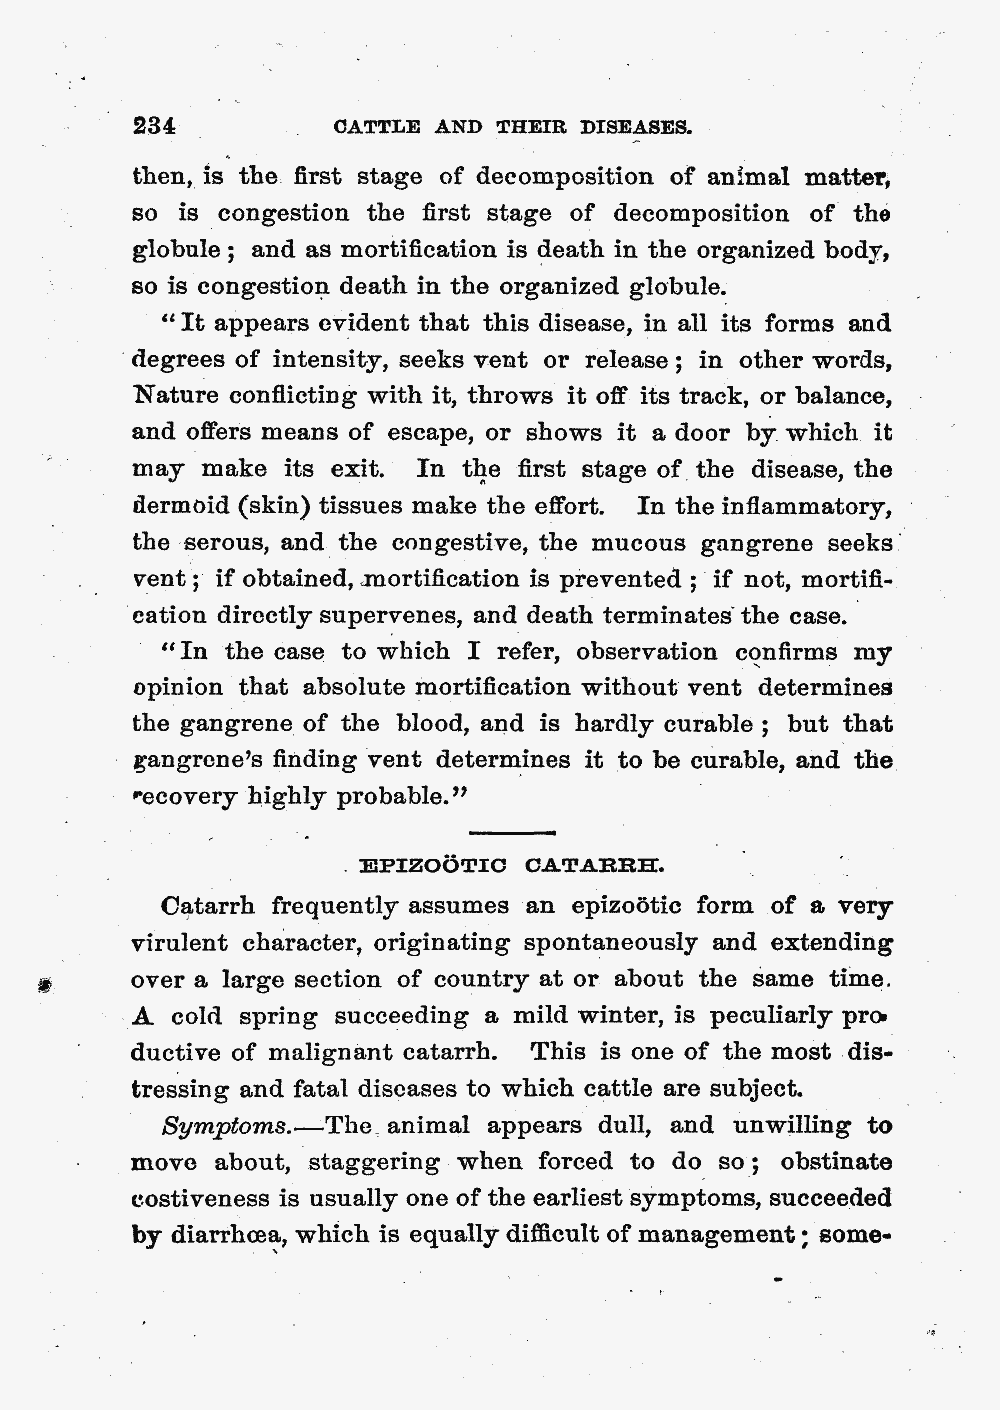 234 CATTLE AND THEIR DISEASES.
then, is the first stage of decomposition of animal matter,
so is congestion the first stage of decomposition of the
globule ; and as mortification is death in the organized body,
so is congestion death in the organized globule.
“ It appears evident that this disease, in all its forms and
degrees of intensity, seeks vent or release ; in other words,
Nature conflicting with it, throws it off its track, or balance,
and offers means of escape, or shows it a door by which it
may make its exit. In the first stage of the disease, the
dermoid (skin) tissues make the effort. In the inflammatory,
the serous, and the congestive, the mucous gangrene seeks
vent ; if obtained, mortification is prevented ; if not, mortifi-
cation directly supervenes, and death terminates the case.
“ In the case to which I refer, observation confirms my
opinion that absolute mortification without vent determines
the gangrene of the blood, and is hardly curable ; but that
gangrene’s finding vent determines it to be curable, and the
recovery highly probable.”
EPIZOÖTIC CATARRH.
Catarrh frequently assumes an epizoötic form of a very
virulent character, originating spontaneously and extending
over a large section of country at or about the same time.
A cold spring succeeding a mild winter, is peculiarly pro-
ductive of malignant catarrh. This is one of the most dis-
tressing and fatal diseases to which cattle are subject.
Symptoms.—The animal appears dull, and unwilling to
move about, staggering when forced to do so ; obstinate
costiveness is usually one of the earliest symptoms, succeeded
by diarrhœa, which is equally difficult of management ; some-